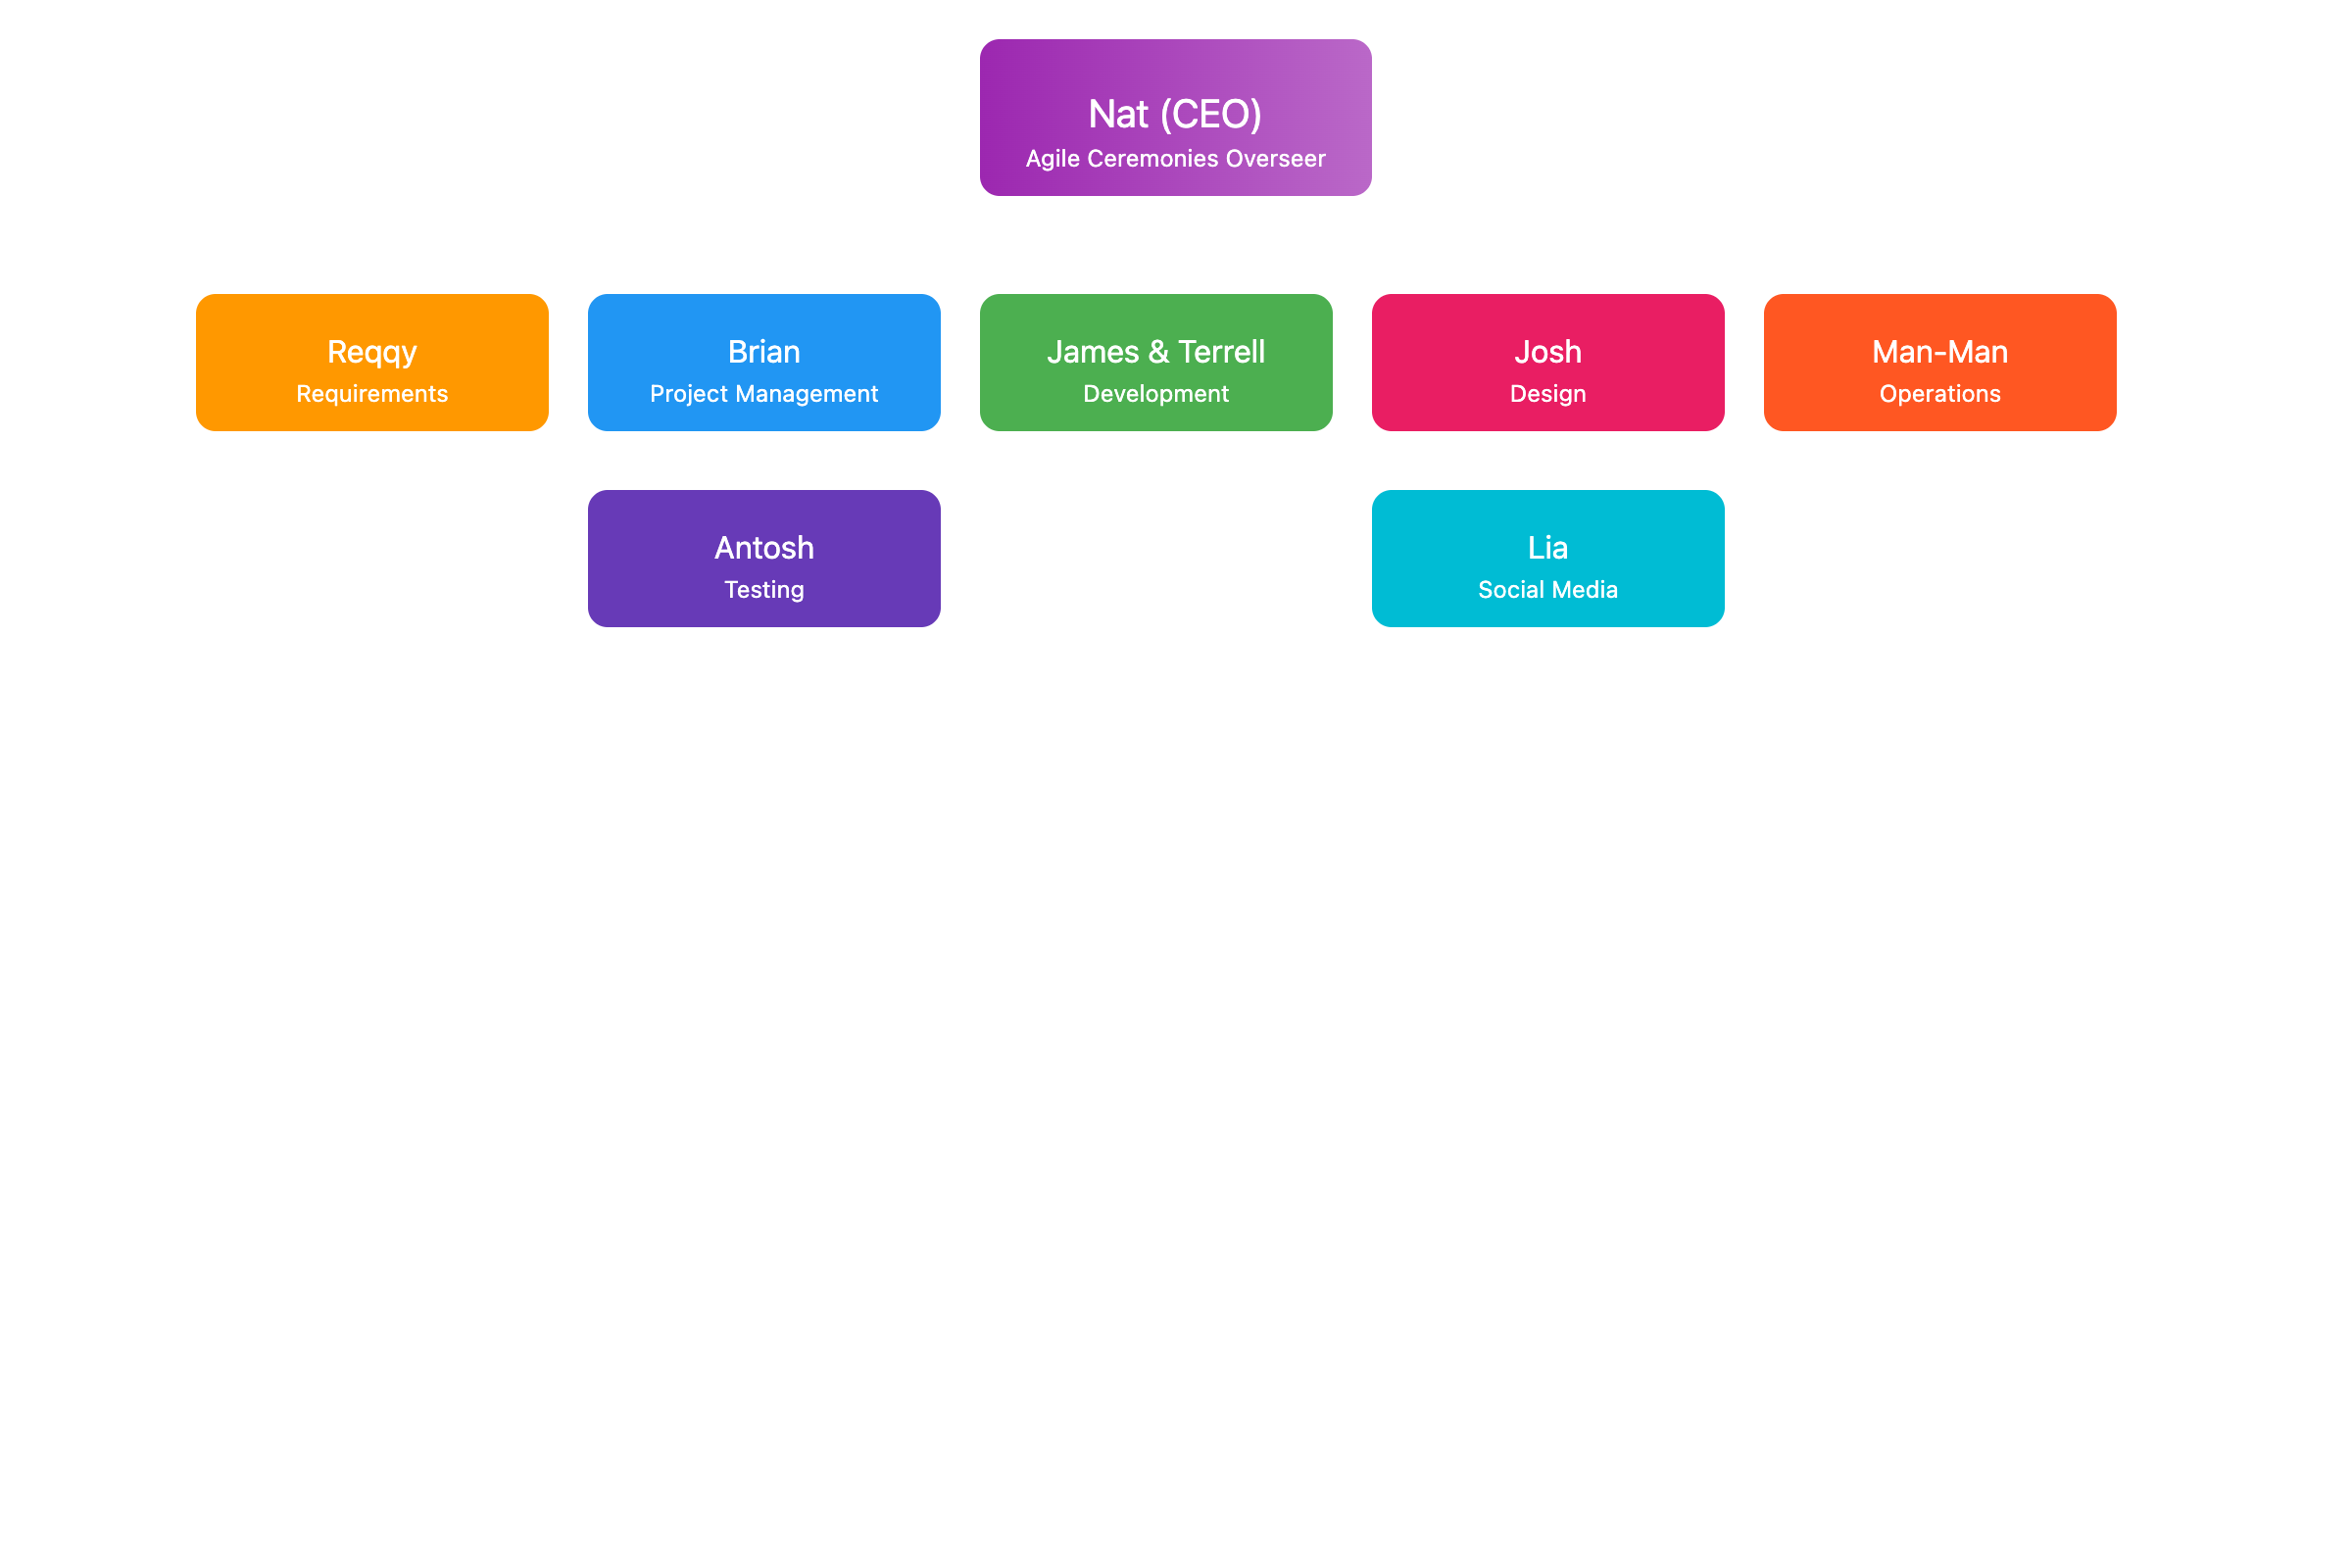 Nat (CEO)
Agile Ceremonies Overseer
Reqqy
Requirements
Brian
Project Management
James & Terrell
Development
Josh
Design
Man-Man
Operations
Antosh
Testing
Lia
Social Media